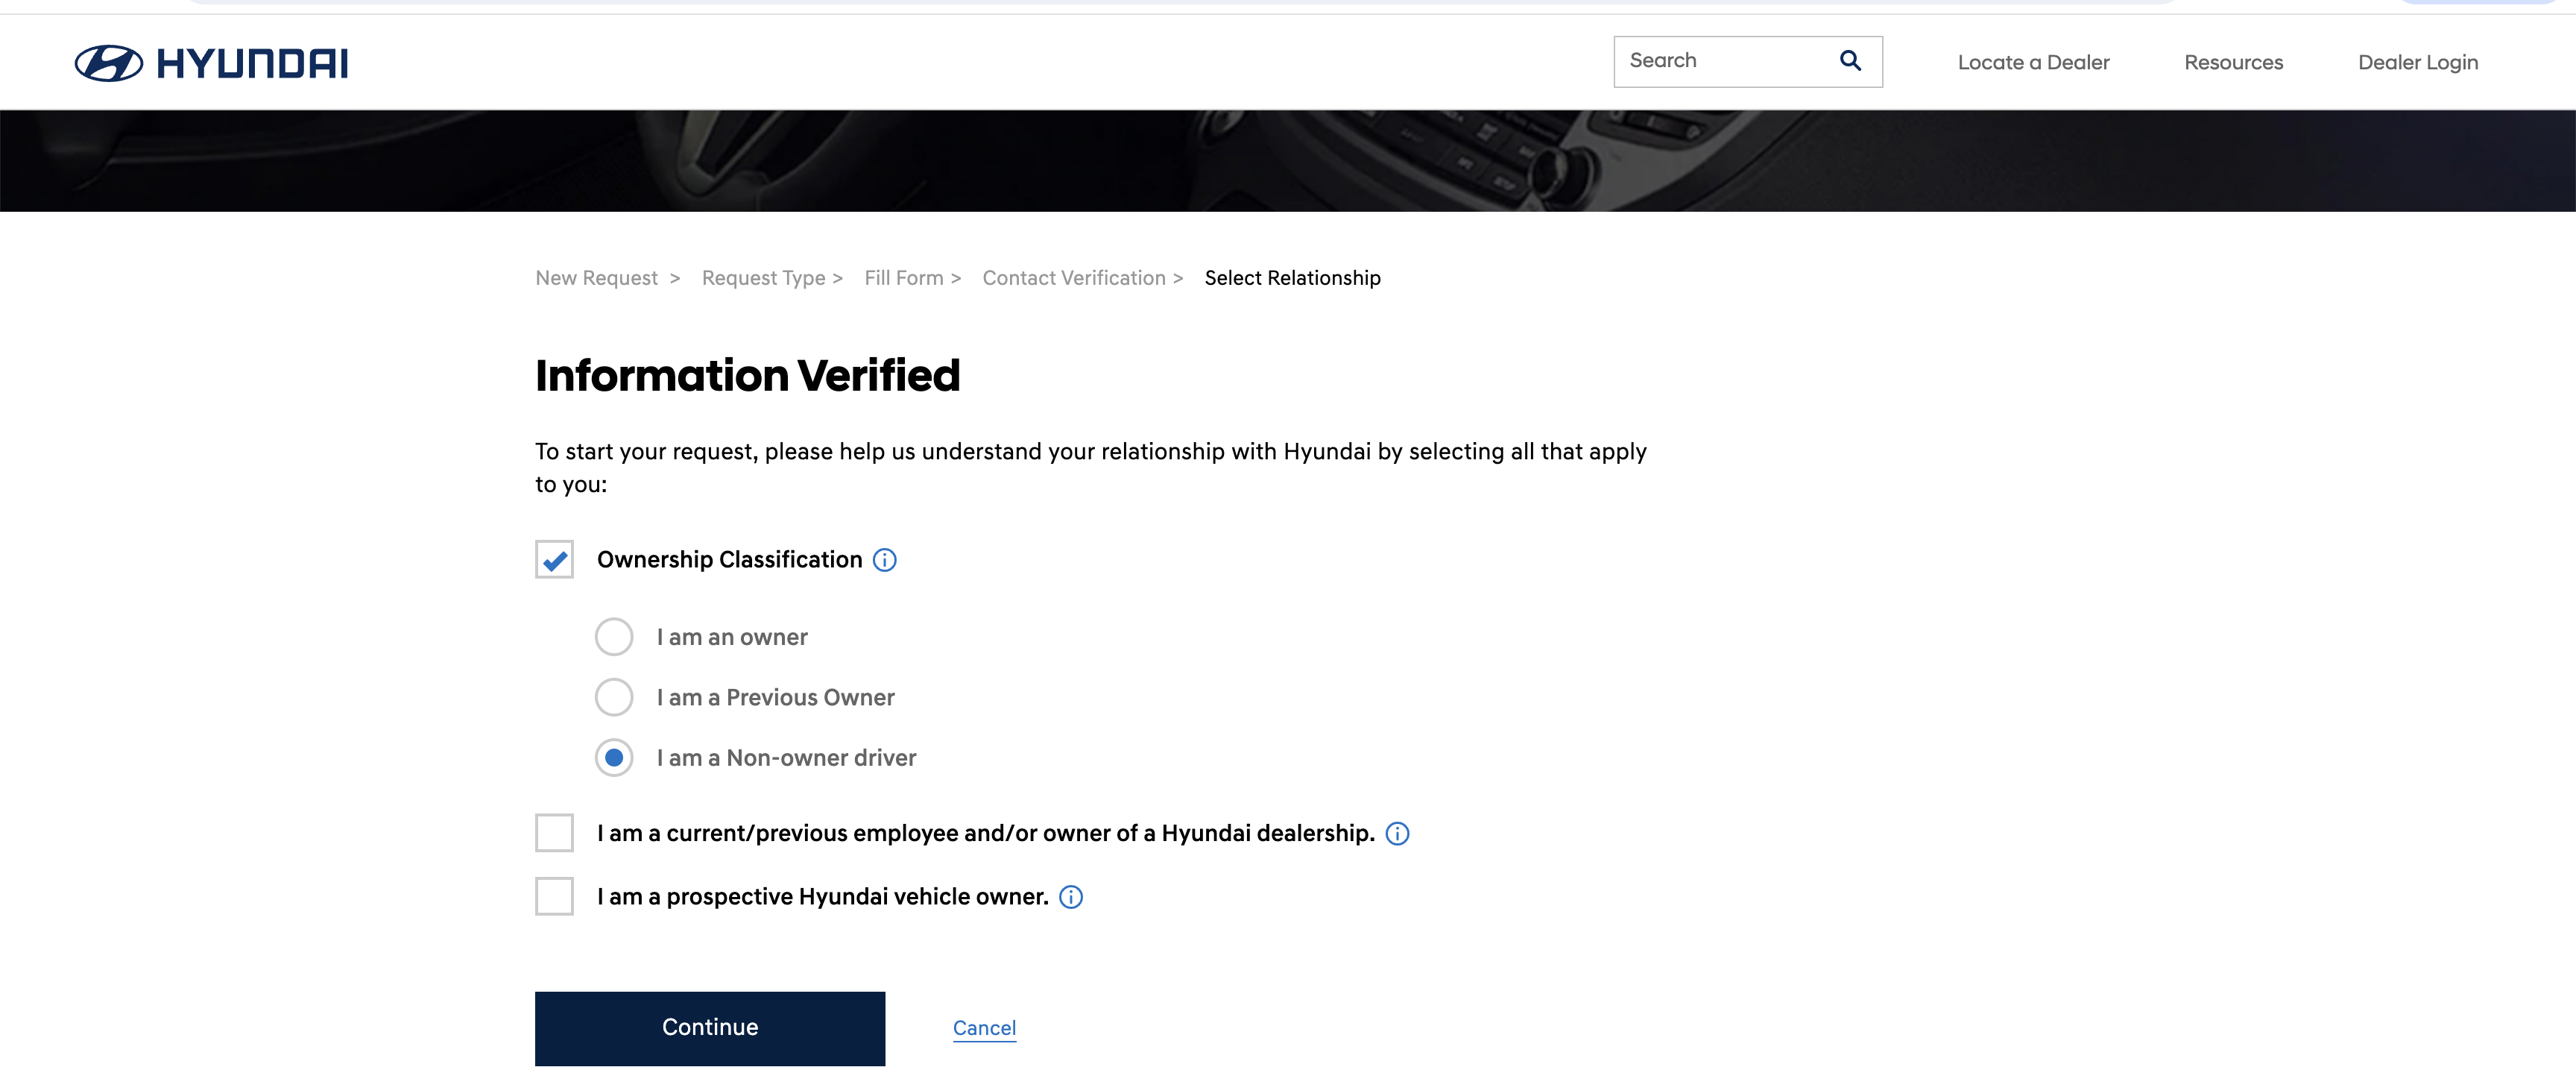 HYUNDAI
Search
Locate a Dealer
Resources
Dealer Login
New Request > Request Type > Fill Form > Contact Verification > Select Relationship
Information Verified
To start your request, please help us understand your relationship with Hyundai by selecting all that apply
to you:
Ownership Classification
I am an owner
I am a Previous Owner
I am a Non-owner driver
I am a current/previous employee and/or owner of a Hyundai dealership.
I am a prospective Hyundai vehicle owner.
Continue
Cancel